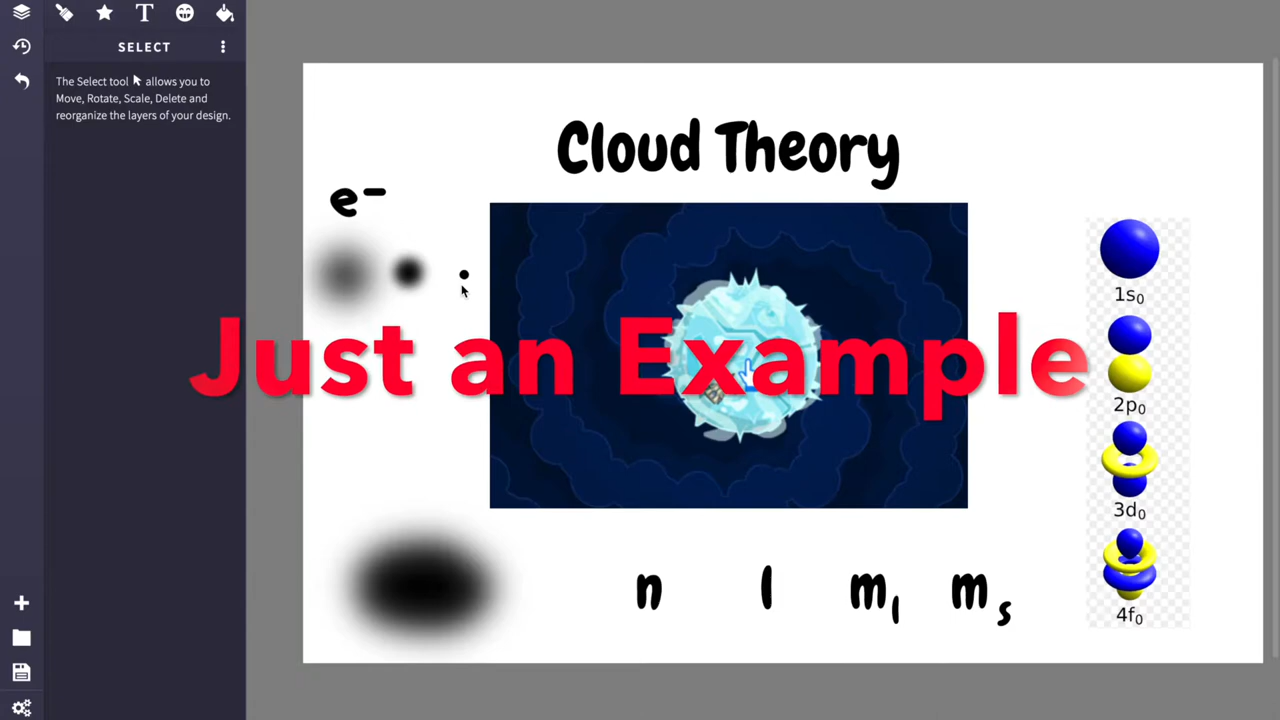 SELECT
The Select tool allows you to
Move, Rotate, Scale, Delete and
reorganize the layers of your design.
Cloud Theory
e⁻
Just an Example
1s₀
2p₀
3d₀
4f₀
n l mₗ mₛ